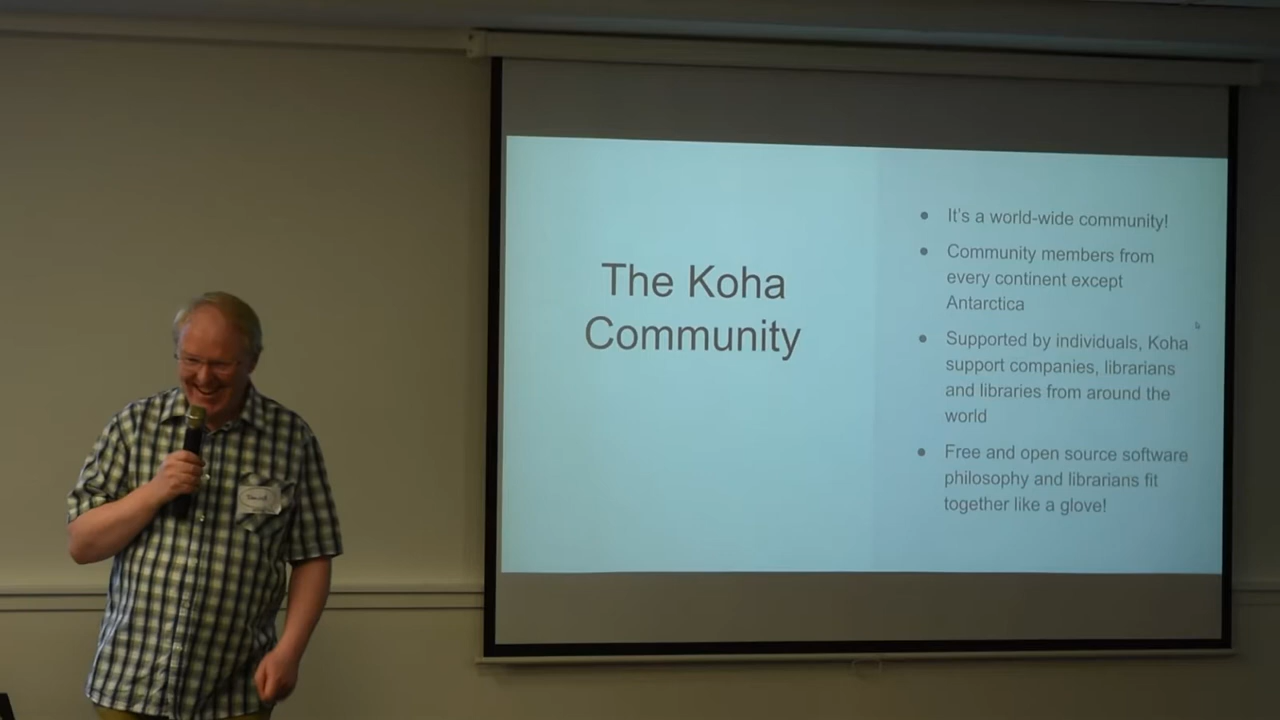 The Koha
Community
● It's a world-wide community!
● Community members from
every continent except
Antarctica
● Supported by individuals, Koha
support companies, librarians
and libraries from around the
world
● Free and open source software
philosophy and librarians fit
together like a glove!